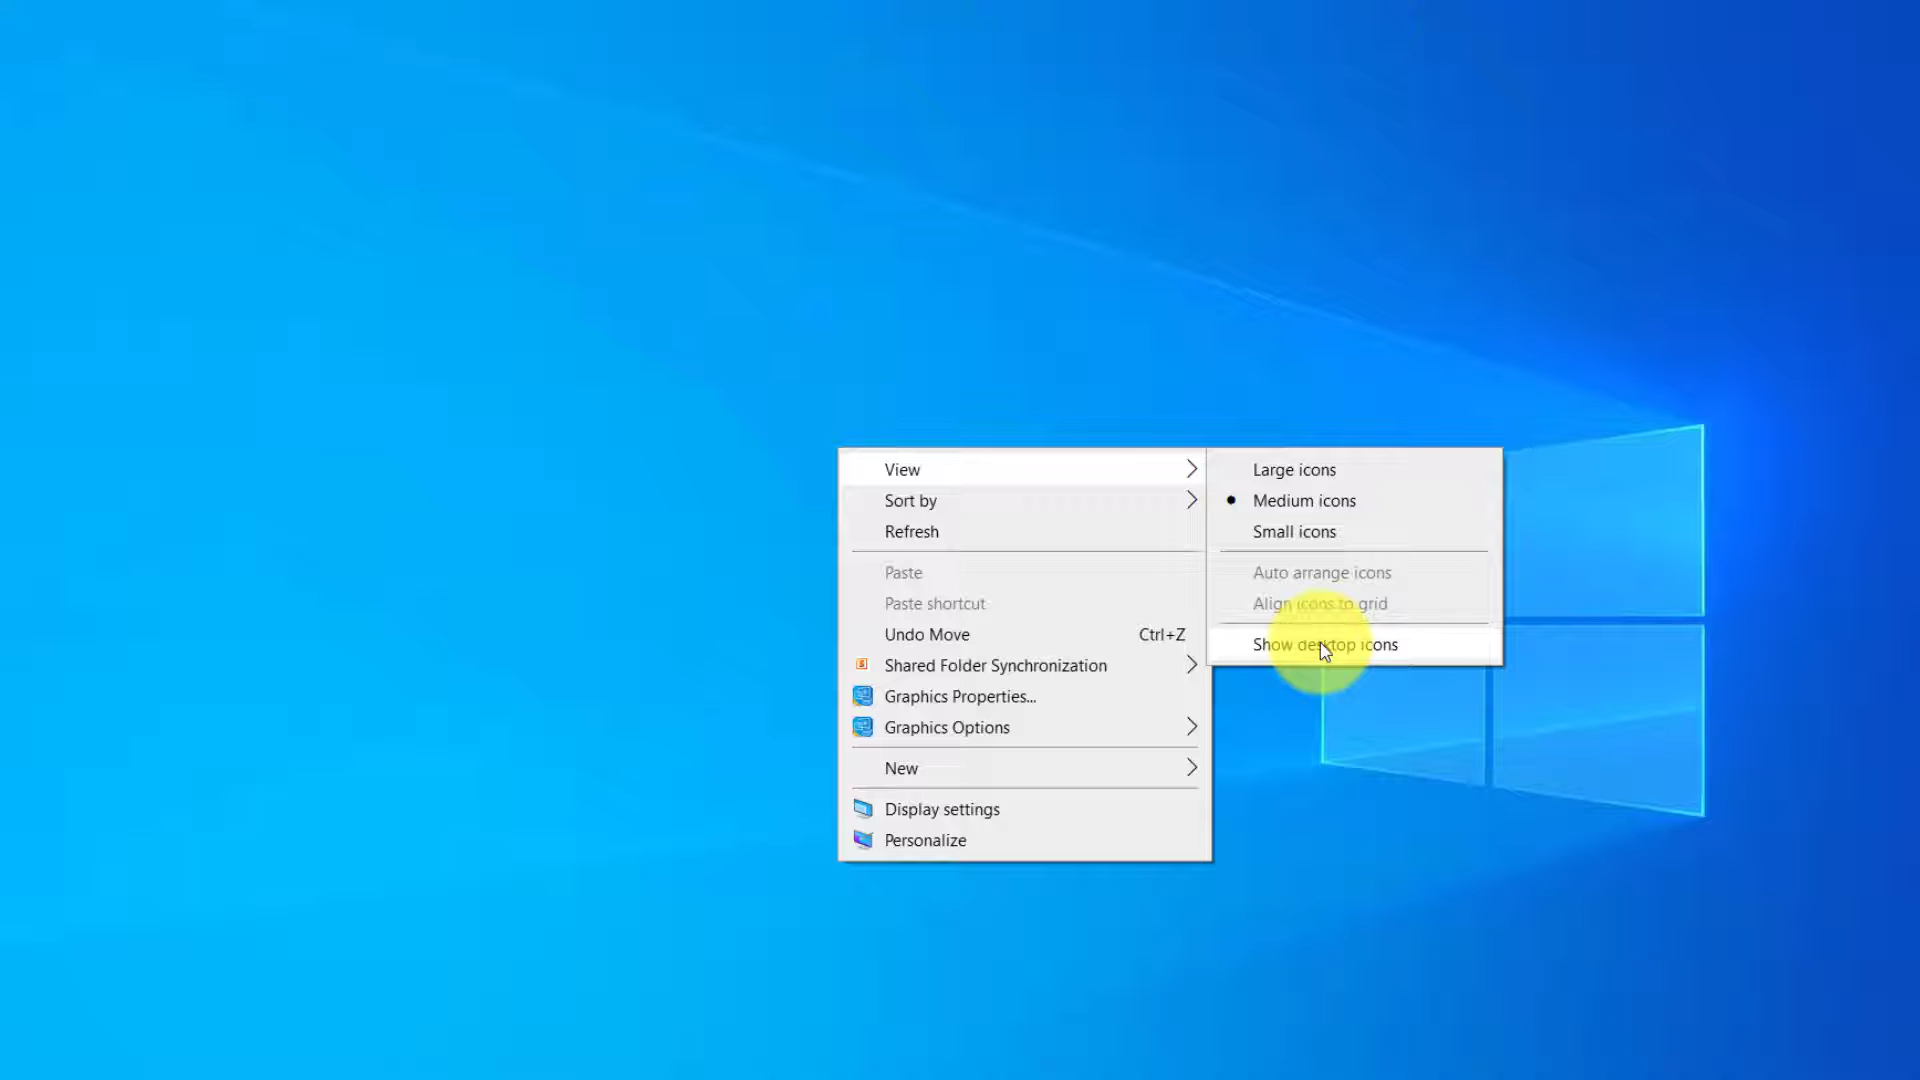 View
Sort by
Refresh
Paste
Paste shortcut
Undo Move Ctrl+Z
Shared Folder Synchronization
Graphics Properties...
Graphics Options
New
Display settings
Personalize
Large icons
Medium icons
Small icons
Auto arrange icons
Align icons to grid
Show desktop icons